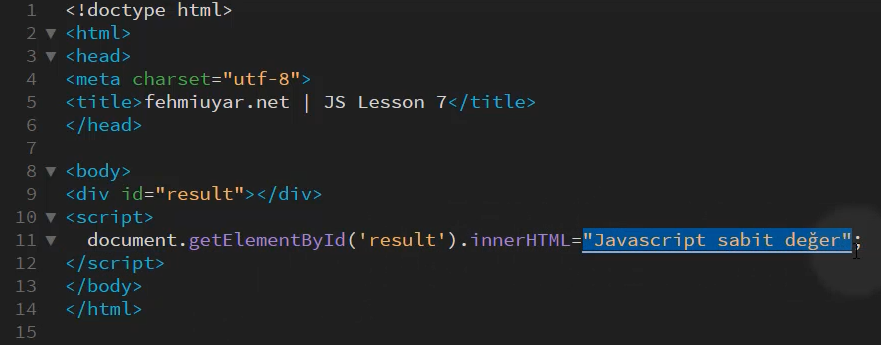 1 <!doctype html>
2 <html>
3 <head>
4 <meta charset="utf-8">
5 <title>fehmiuyar.net | JS Lesson 7</title>
6 </head>
7
8 <body>
9 <div id="result"></div>
10 <script>
11 document.getElementById('result').innerHTML="Javascript sabit değer";
12 </script>
13 </body>
14 </html>
15